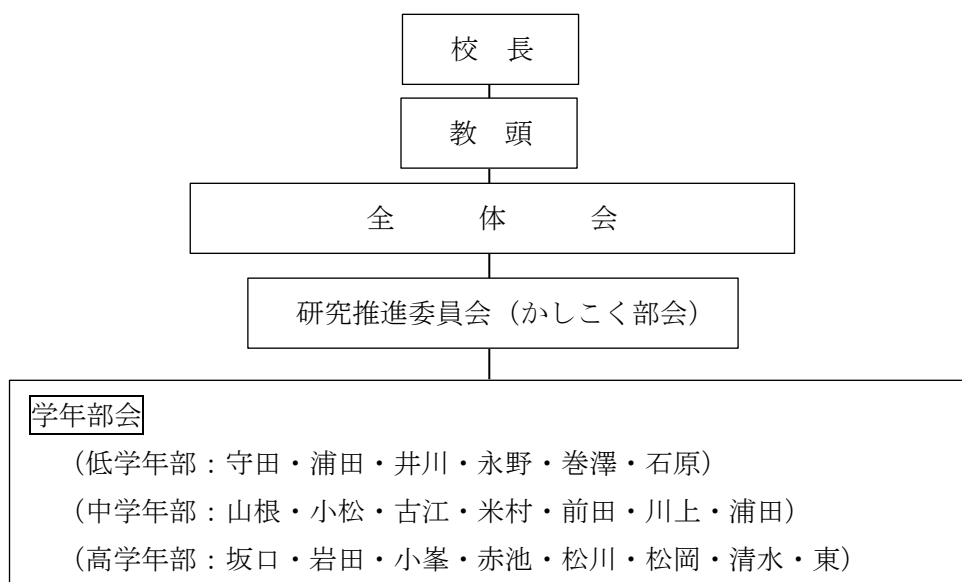 校　長
教　頭
全　　　体　　　会
研究推進委員会（かしこく部会）
学年部会
（低学年部：守田・浦田・井川・永野・巻澤・石原）
（中学年部：山根・小松・古江・米村・前田・川上・浦田）
（高学年部：坂口・岩田・小峯・赤池・松川・松岡・清水・東）